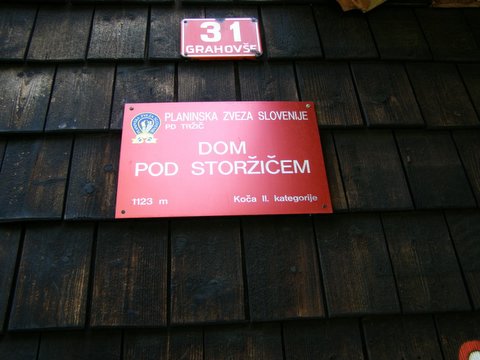 31
GRAHOVŠE
PLANINSKA ZVEZA SLOVENIJE
PD TRŽIČ
DOM
POD STORŽIČEM
1123 m Koča II. kategorije